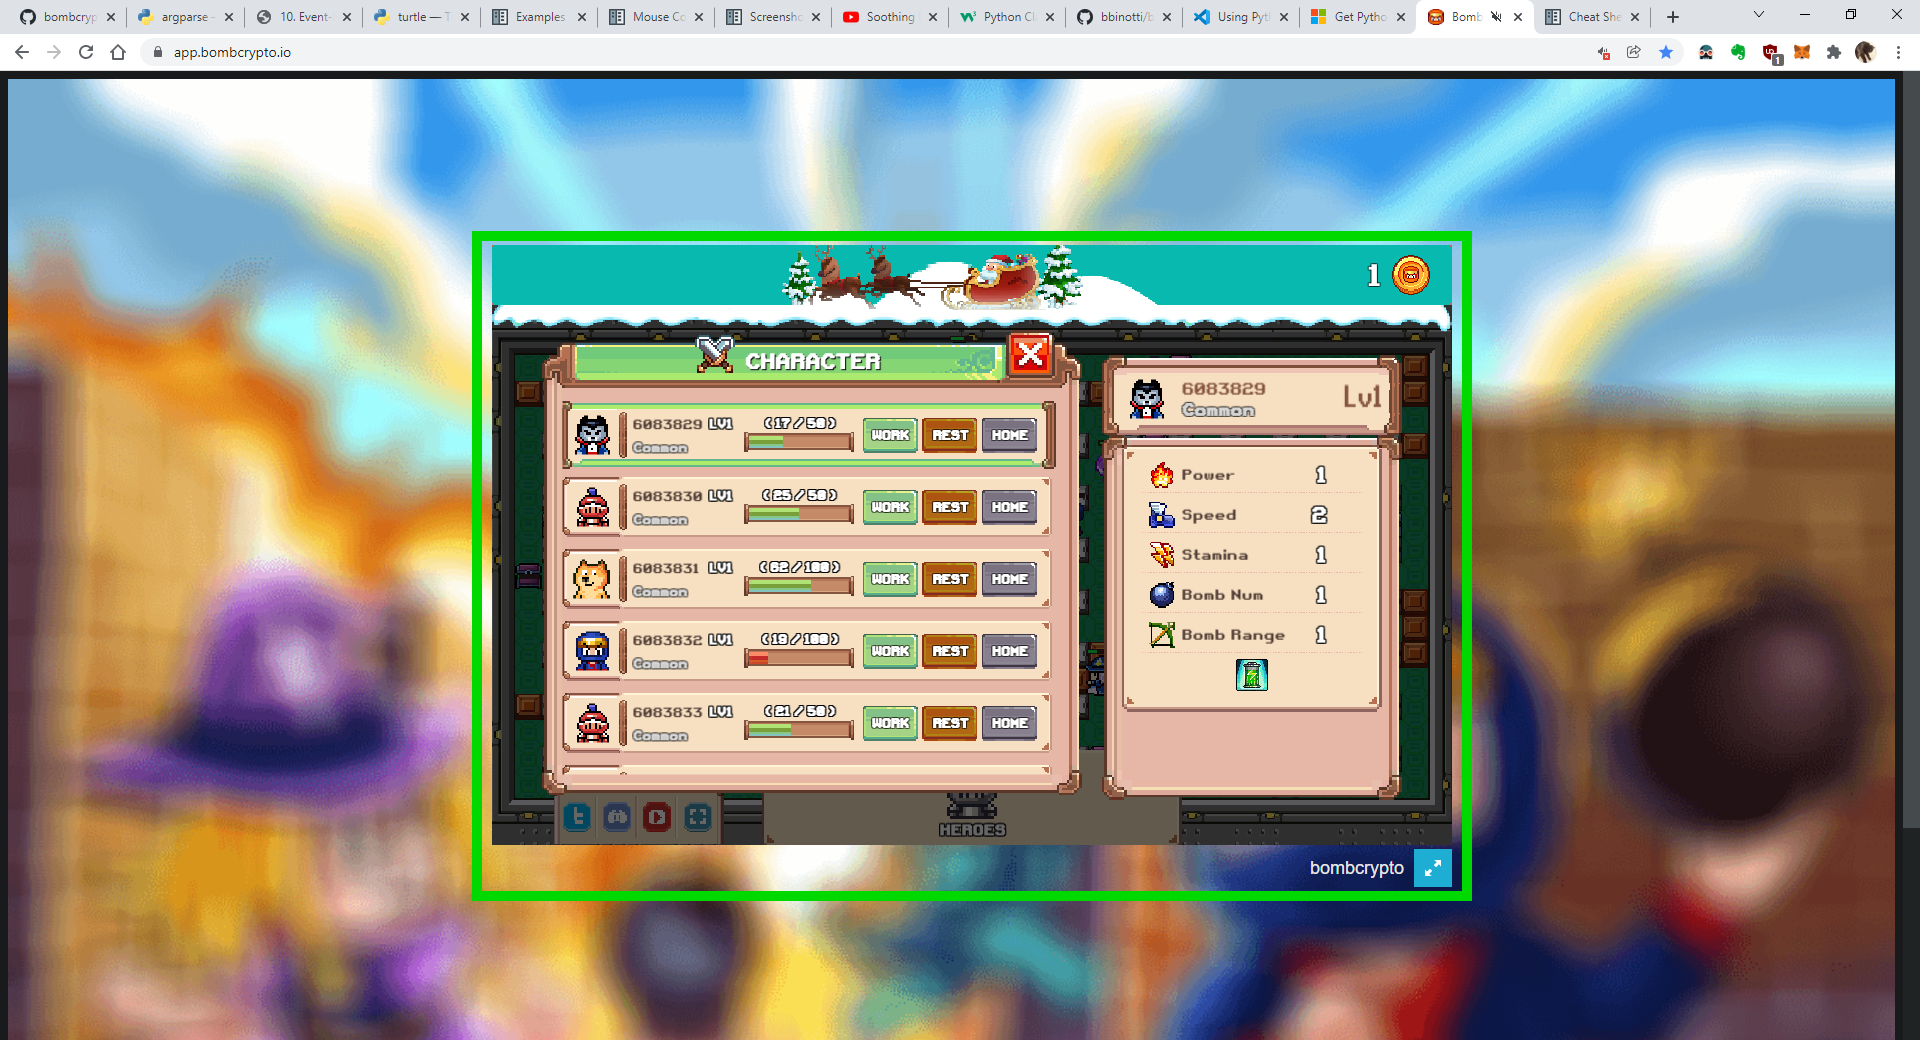 bombcryp
argparse -
10. Event-
turtle — T
Examples
Mouse Co
Screensho
Soothing
Python Cl
bbinotti/b
Using Pyt
Get Pytho
Bomb
Cheat She
app.bombcrypto.io
1
1
CHARACTER
6083829 LV1 (17/50) WORK REST HOME
Common
6083830 LV1 (25/50) WORK REST HOME
Common
6083831 LV1 (62/100) WORK REST HOME
Common
6083832 LV1 (19/100) WORK REST HOME
Common
6083833 LV1 (21/50) WORK REST HOME
Common
6083829 Lv1
Common
Power 1
Speed 2
Stamina 1
Bomb Num 1
Bomb Range 1
HEROES
bombcrypto